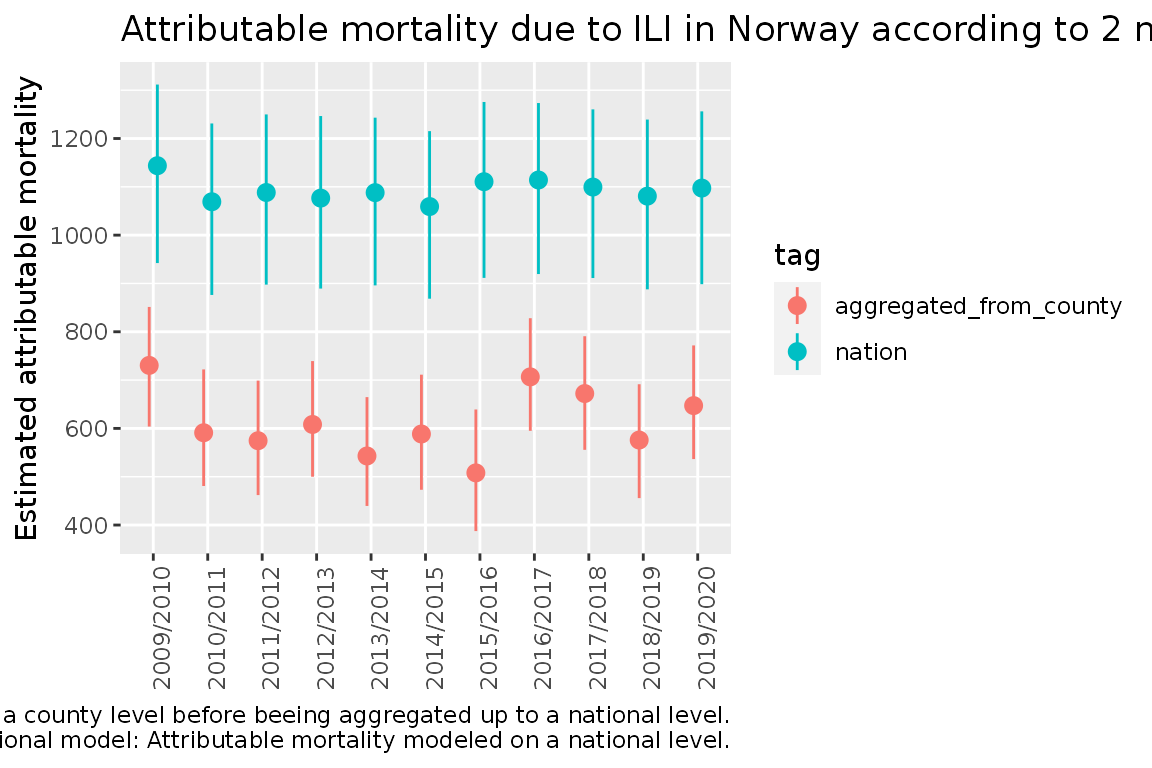 Attributable mortality due to ILI in Norway according to 2
Estimated attributable mortality
1200
1000
800
600
400
2009/2010
2010/2011
2011/2012
2012/2013
2013/2014
2014/2015
2015/2016
2016/2017
2017/2018
2018/2019
2019/2020
tag
aggregated_from_county
nation
a county level before beeing aggregated up to a national level.
model: Attributable mortality modeled on a national level.